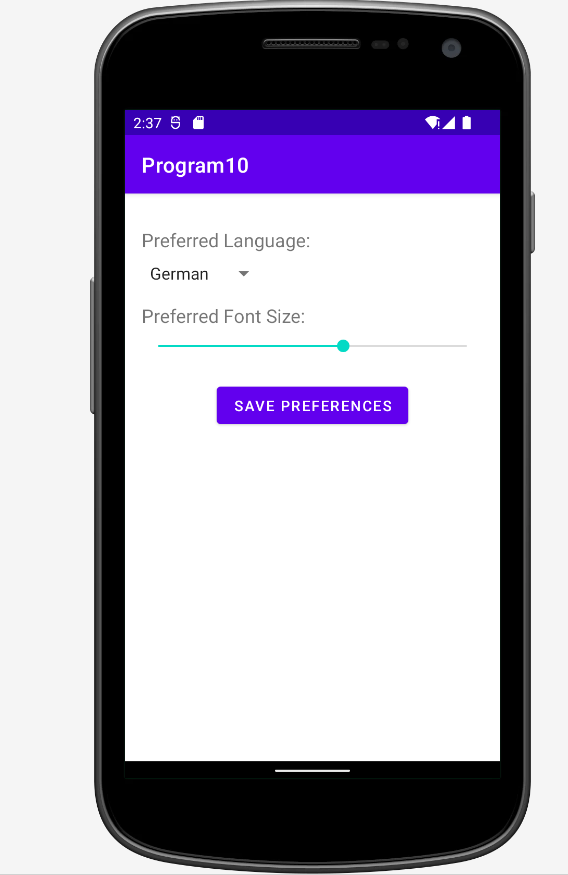 2:37
Program10
Preferred Language:
German
Preferred Font Size:
SAVE PREFERENCES